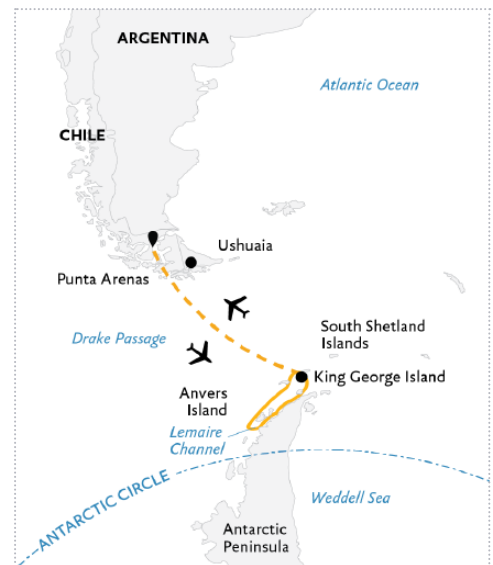 ARGENTINA
Atlantic Ocean
CHILE
Ushuaia
Punta Arenas
Drake Passage
South Shetland
Islands
King George Island
Anvers
Island
Lemaire
Channel
ANTARCTIC CIRCLE
Weddell Sea
Antarctic
Peninsula